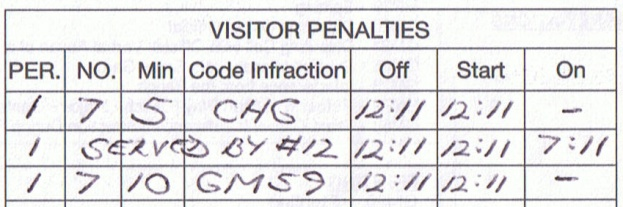 VISITOR PENALTIES
PER. NO. Min Code Infraction Off Start On
1 7 5 CHG 12:11 12:11 -
1 SERVED BY #12 12:11 12:11 7:11
1 7 10 GM59 12:11 12:11 -